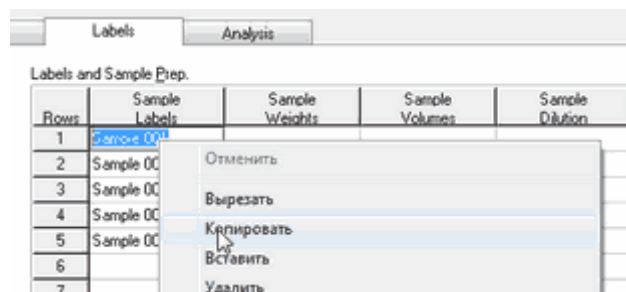 Labels Analysis
Labels and Sample Prep.
Rows Sample Labels Sample Weights Sample Volumes Sample Dilution
1 Sample 001
2 Sample 00
3 Sample 00
4 Sample 00
5 Sample 00
6
7
Отменить
Вырезать
Копировать
Вставить
Удалить